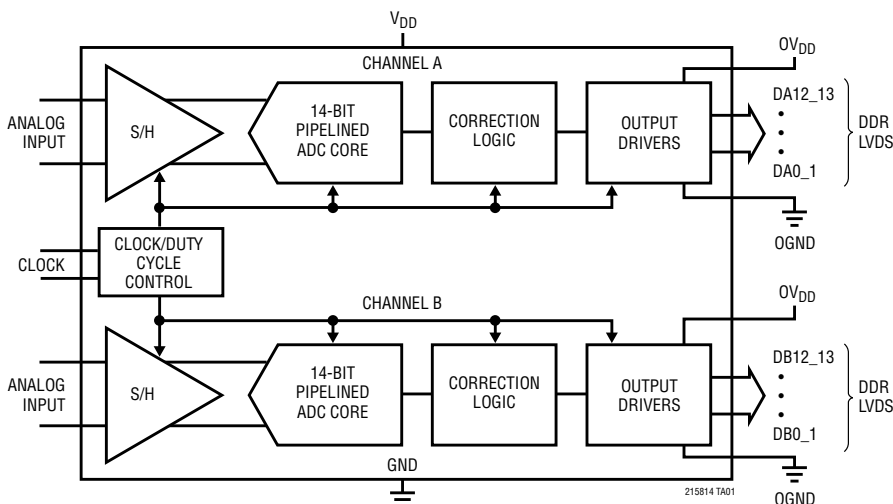 VDD
CHANNEL A
OVDD
ANALOG
INPUT
S/H
14-BIT
PIPELINED
ADC CORE
CORRECTION
LOGIC
OUTPUT
DRIVERS
DA12_13
•
•
•
DA0_1
DDR
LVDS
OGND
CLOCK
CLOCK/DUTY
CYCLE
CONTROL
CHANNEL B
OVDD
ANALOG
INPUT
S/H
14-BIT
PIPELINED
ADC CORE
CORRECTION
LOGIC
OUTPUT
DRIVERS
DB12_13
•
•
•
DB0_1
DDR
LVDS
GND
215814 TA01
OGND